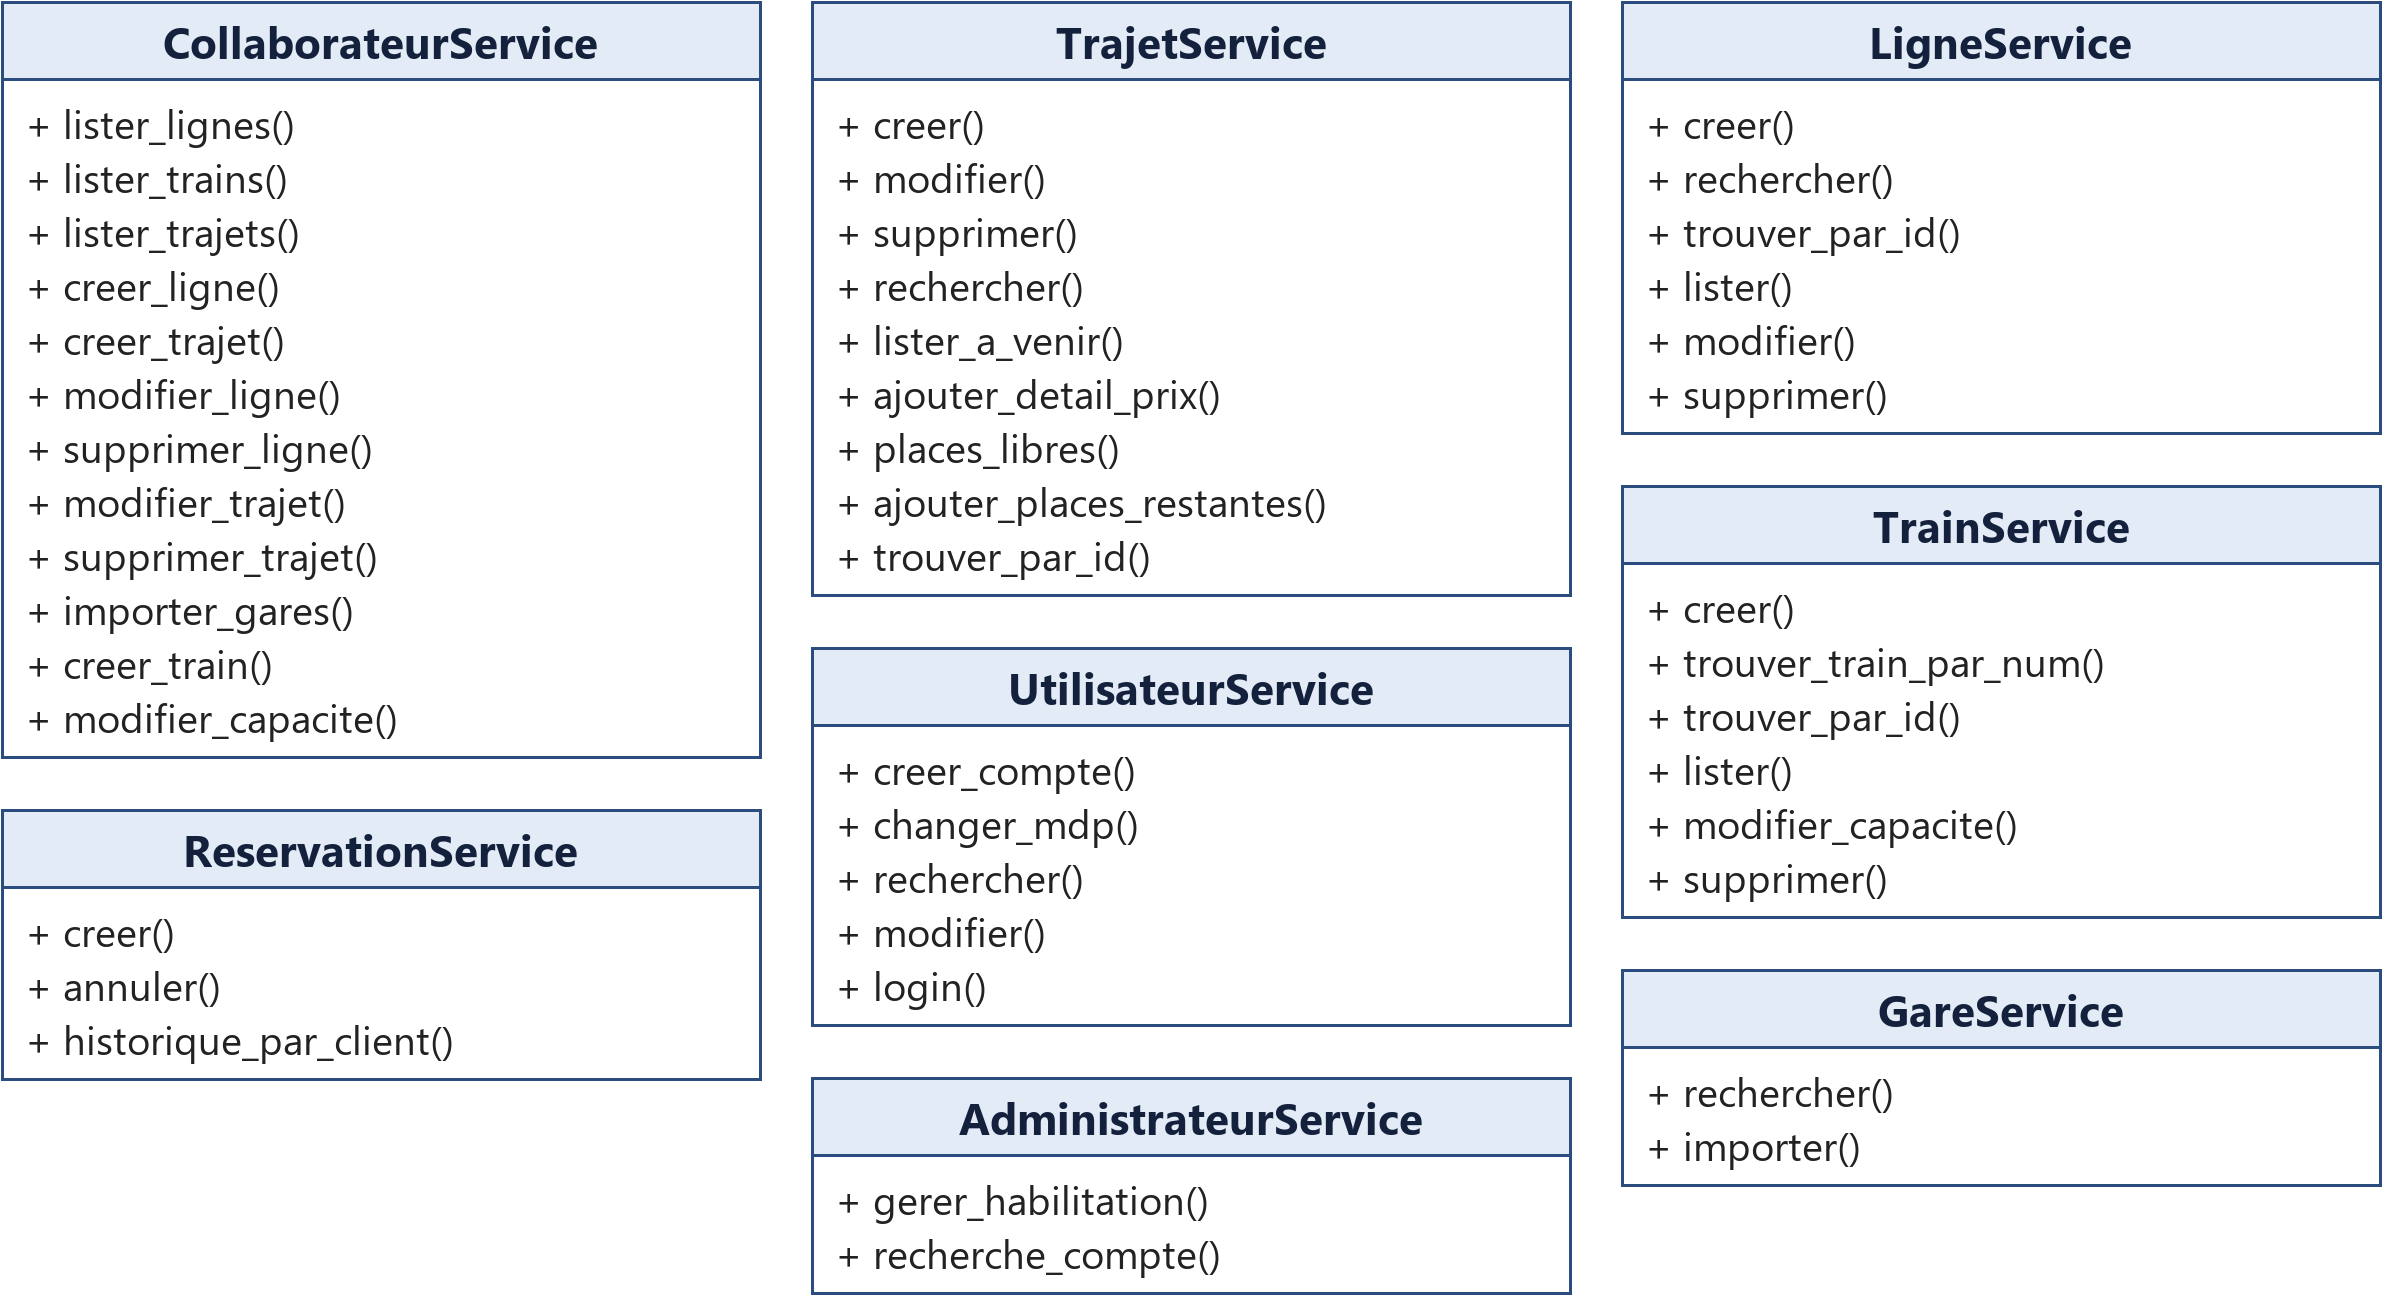 CollaborateurService
+ lister_lignes()
+ lister_trains()
+ lister_trajets()
+ creer_ligne()
+ creer_trajet()
+ modifier_ligne()
+ supprimer_ligne()
+ modifier_trajet()
+ supprimer_trajet()
+ importer_gares()
+ creer_train()
+ modifier_capacite()
ReservationService
+ creer()
+ annuler()
+ historique_par_client()
TrajetService
+ creer()
+ modifier()
+ supprimer()
+ rechercher()
+ lister_a_venir()
+ ajouter_detail_prix()
+ places_libres()
+ ajouter_places_restantes()
+ trouver_par_id()
UtilisateurService
+ creer_compte()
+ changer_mdp()
+ rechercher()
+ modifier()
+ login()
AdministrateurService
+ gerer_habilitation()
+ recherche_compte()
LigneService
+ creer()
+ rechercher()
+ trouver_par_id()
+ lister()
+ modifier()
+ supprimer()
TrainService
+ creer()
+ trouver_train_par_num()
+ trouver_par_id()
+ lister()
+ modifier_capacite()
+ supprimer()
GareService
+ rechercher()
+ importer()